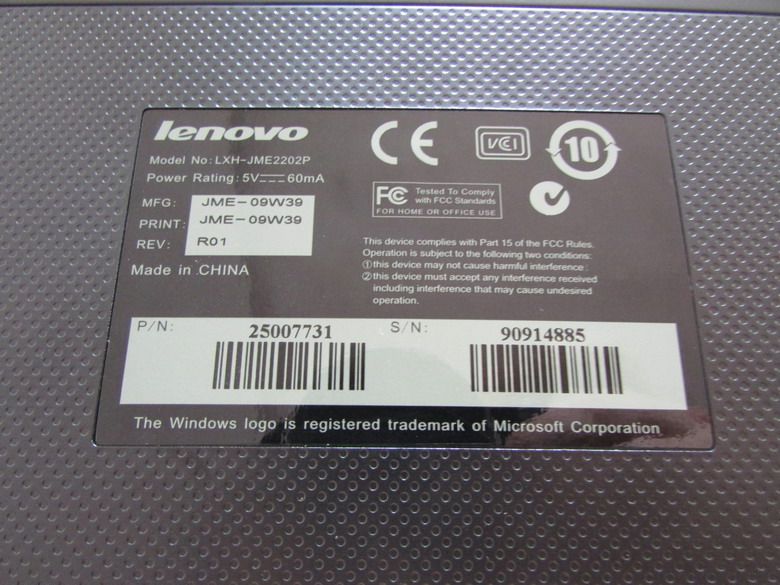 lenovo
Model No: LXH-JME2202P
Power Rating: 5V⎓60mA
MFG: JME-09W39
PRINT: JME-09W39
REV: R01
Made in CHINA
CE
VCI
10
FC Tested To Comply
with FCC Standards
FOR HOME OR OFFICE USE
This device complies with Part 15 of the FCC Rules.
Operation is subject to the following two conditions:
①this device may not cause harmful interference
②this device must accept any interference received
including interference that may cause undesired
operation.
P/N: 25007731 S/N: 90914885
The Windows logo is registered trademark of Microsoft Corporation